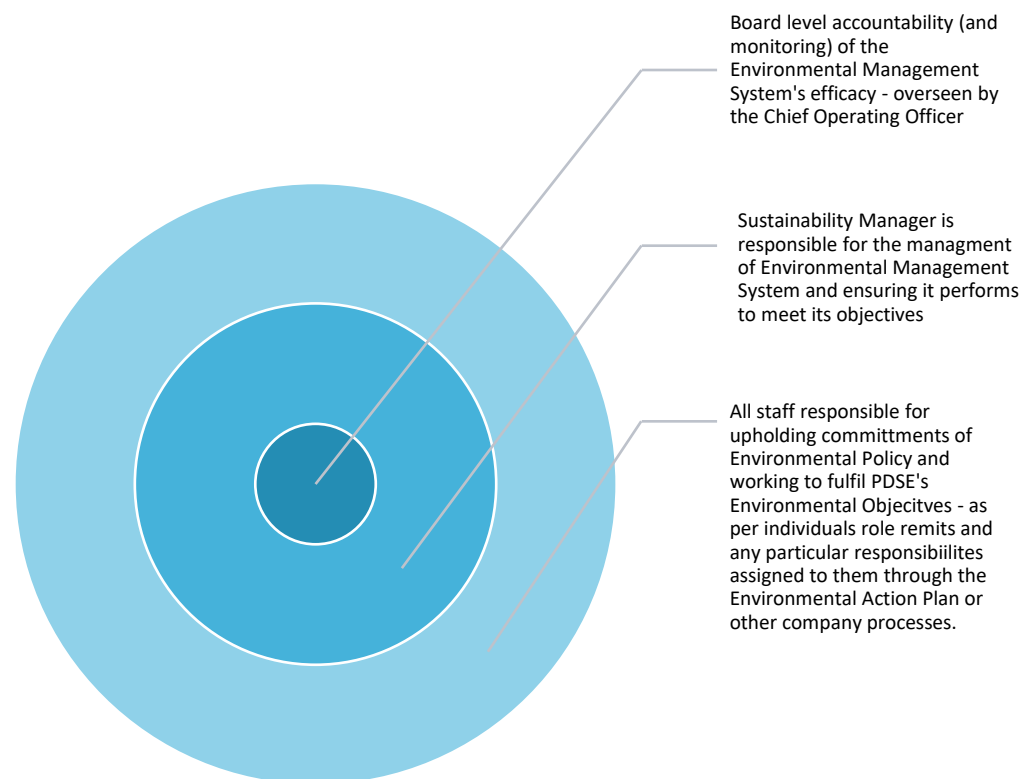 Board level accountability (and
monitoring) of the
Environmental Management
System's efficacy - overseen by
the Chief Operating Officer
Sustainability Manager is
responsible for the managment
of Environmental Management
System and ensuring it performs
to meet its objectives
All staff responsible for
upholding committments of
Environmental Policy and
working to fulfil PDSE's
Environmental Objecitves - as
per individuals role remits and
any particular responsibiilites
assigned to them through the
Environmental Action Plan or
other company processes.